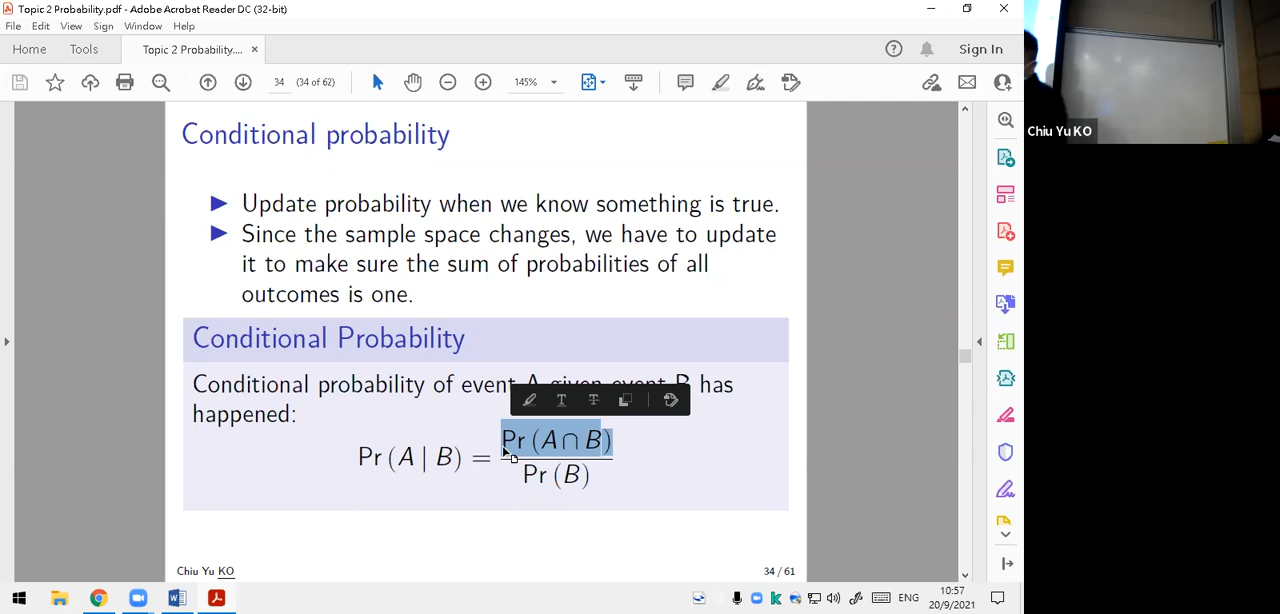 Topic 2 Probability.pdf - Adobe Acrobat Reader DC (32-bit)
File Edit View Sign Window Help
Home Tools Topic 2 Probability.... × Sign In
34 (34 of 62) 145%
Chiu Yu KO
Conditional probability
▶ Update probability when we know something is true.
▶ Since the sample space changes, we have to update
it to make sure the sum of probabilities of all
outcomes is one.
Conditional Probability
Conditional probability of event A given event B has
happened:
Pr (A | B) = Pr (A ∩ B) / Pr (B)
Chiu Yu KO 34 / 61
ENG 10:57
20/9/2021